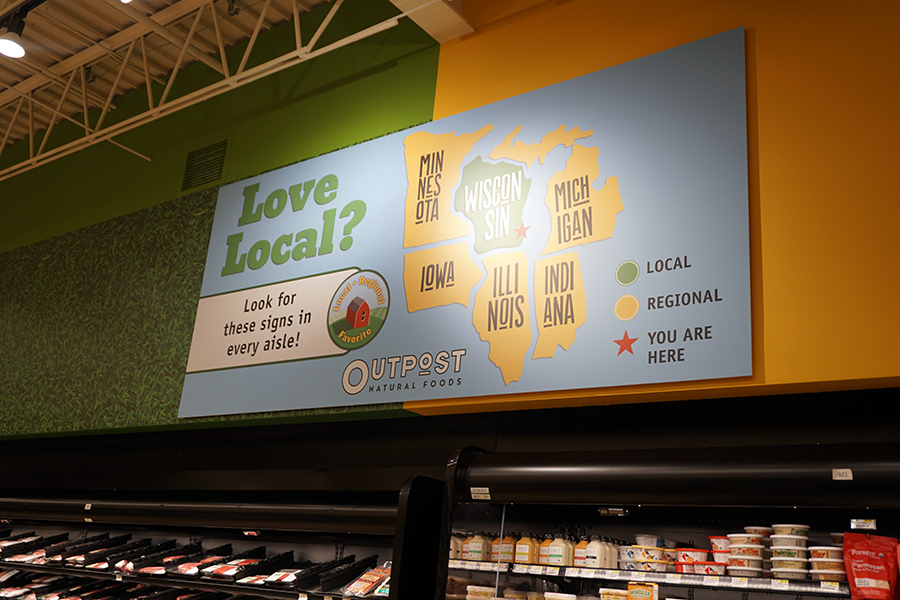 Love
Local?
Look for
these signs in
every aisle!
Local • Regional
Favorite
OUTPOST
NATURAL FOODS
MIN
NES
OTA
WISCON
SIN
MICH
IGAN
IOWA
ILLI
NOIS
INDI
ANA
LOCAL
REGIONAL
YOU ARE
HERE